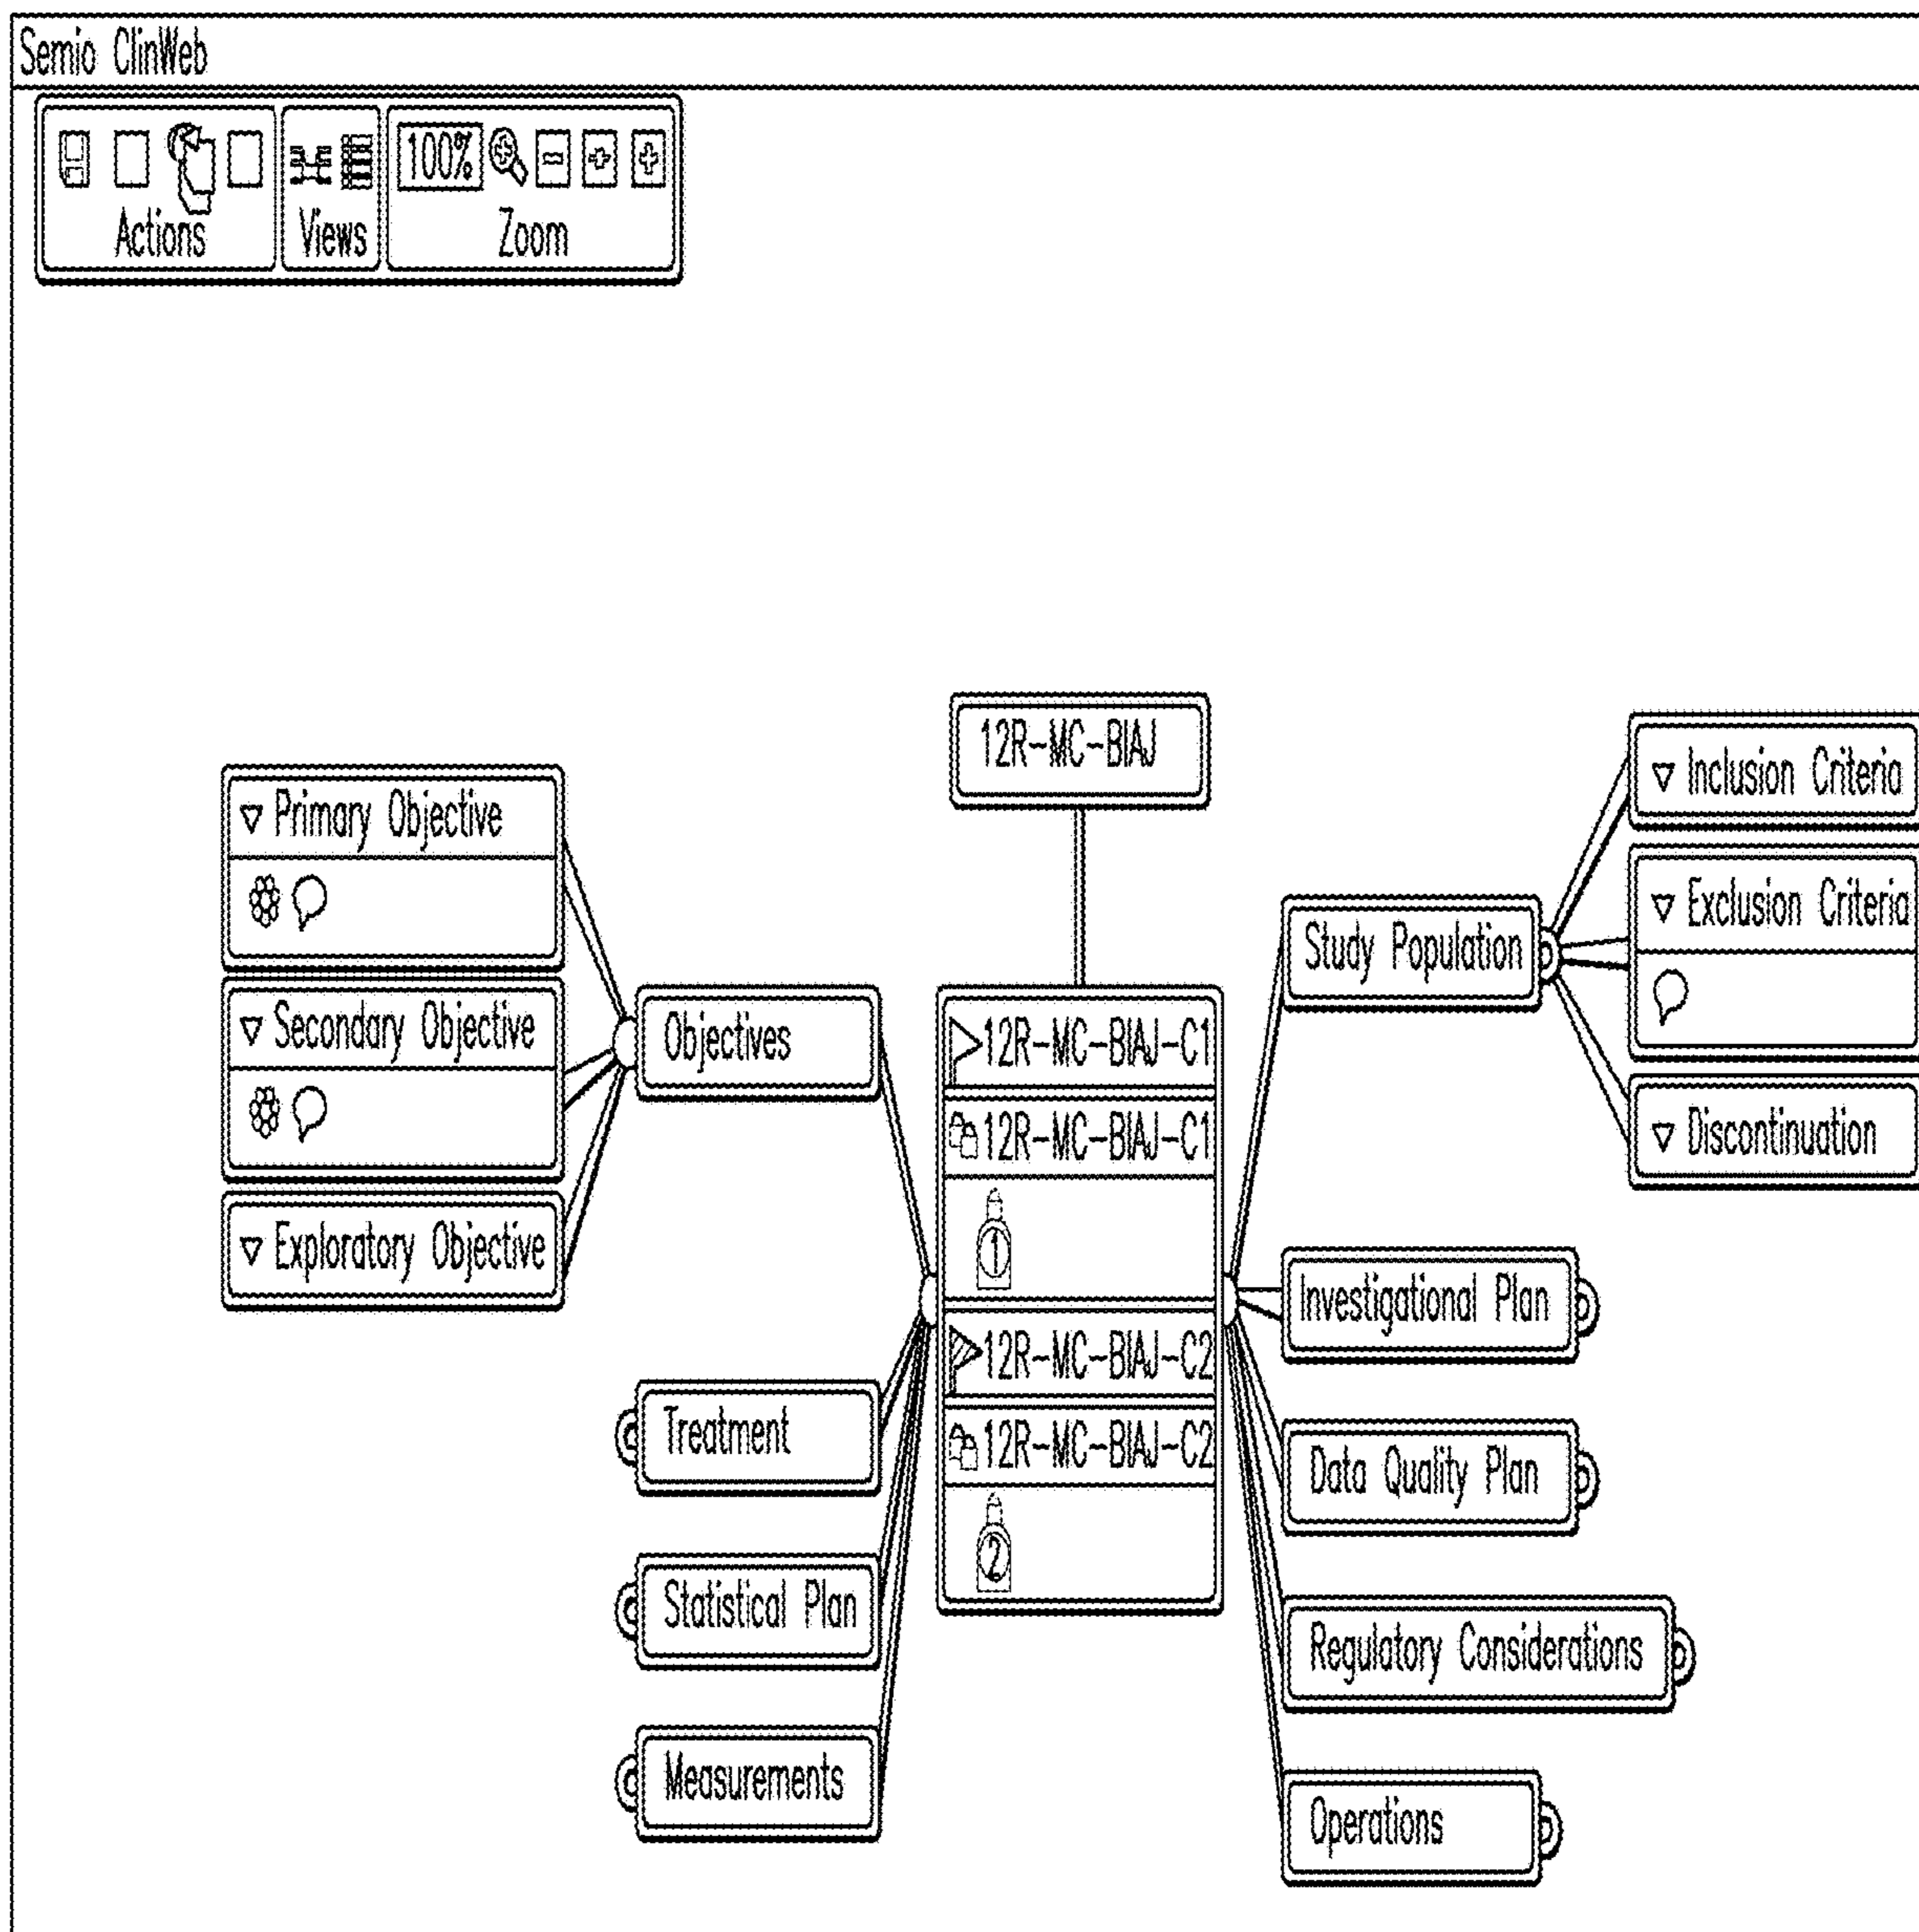 Semio ClinWeb
100%
Actions Views Zoom
12R-MC-BIAJ
Primary Objective
Secondary Objective
Exploratory Objective
Objectives
Treatment
Statistical Plan
Measurements
12R-MC-BIAJ-C1
12R-MC-BIAJ-C1
1
12R-MC-BIAJ-C2
12R-MC-BIAJ-C2
2
Study Population
Inclusion Criteria
Exclusion Criteria
Discontinuation
Investigational Plan
Data Quality Plan
Regulatory Considerations
Operations